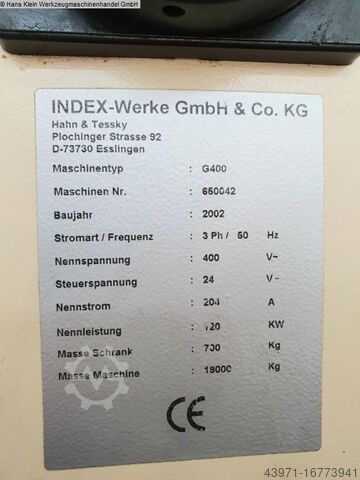 © Hans Klein Werkzeugmaschinenhandel GmbH
INDEX-Werke GmbH & Co. KG
Hahn & Tessky
Plochinger Strasse 92
D-73730 Esslingen
Maschinentyp : G400
Maschinen Nr. : 650042
Baujahr : 2002
Stromart / Frequenz : 3 Ph / 50 Hz
Nennspannung : 400 V~
Steuerspannung : 24 V-
Nennstrom : 204 A
Nennleistung : 120 KW
Masse Schrank : 700 Kg
Masse Maschine : 18000 Kg
CE
43971-16773941